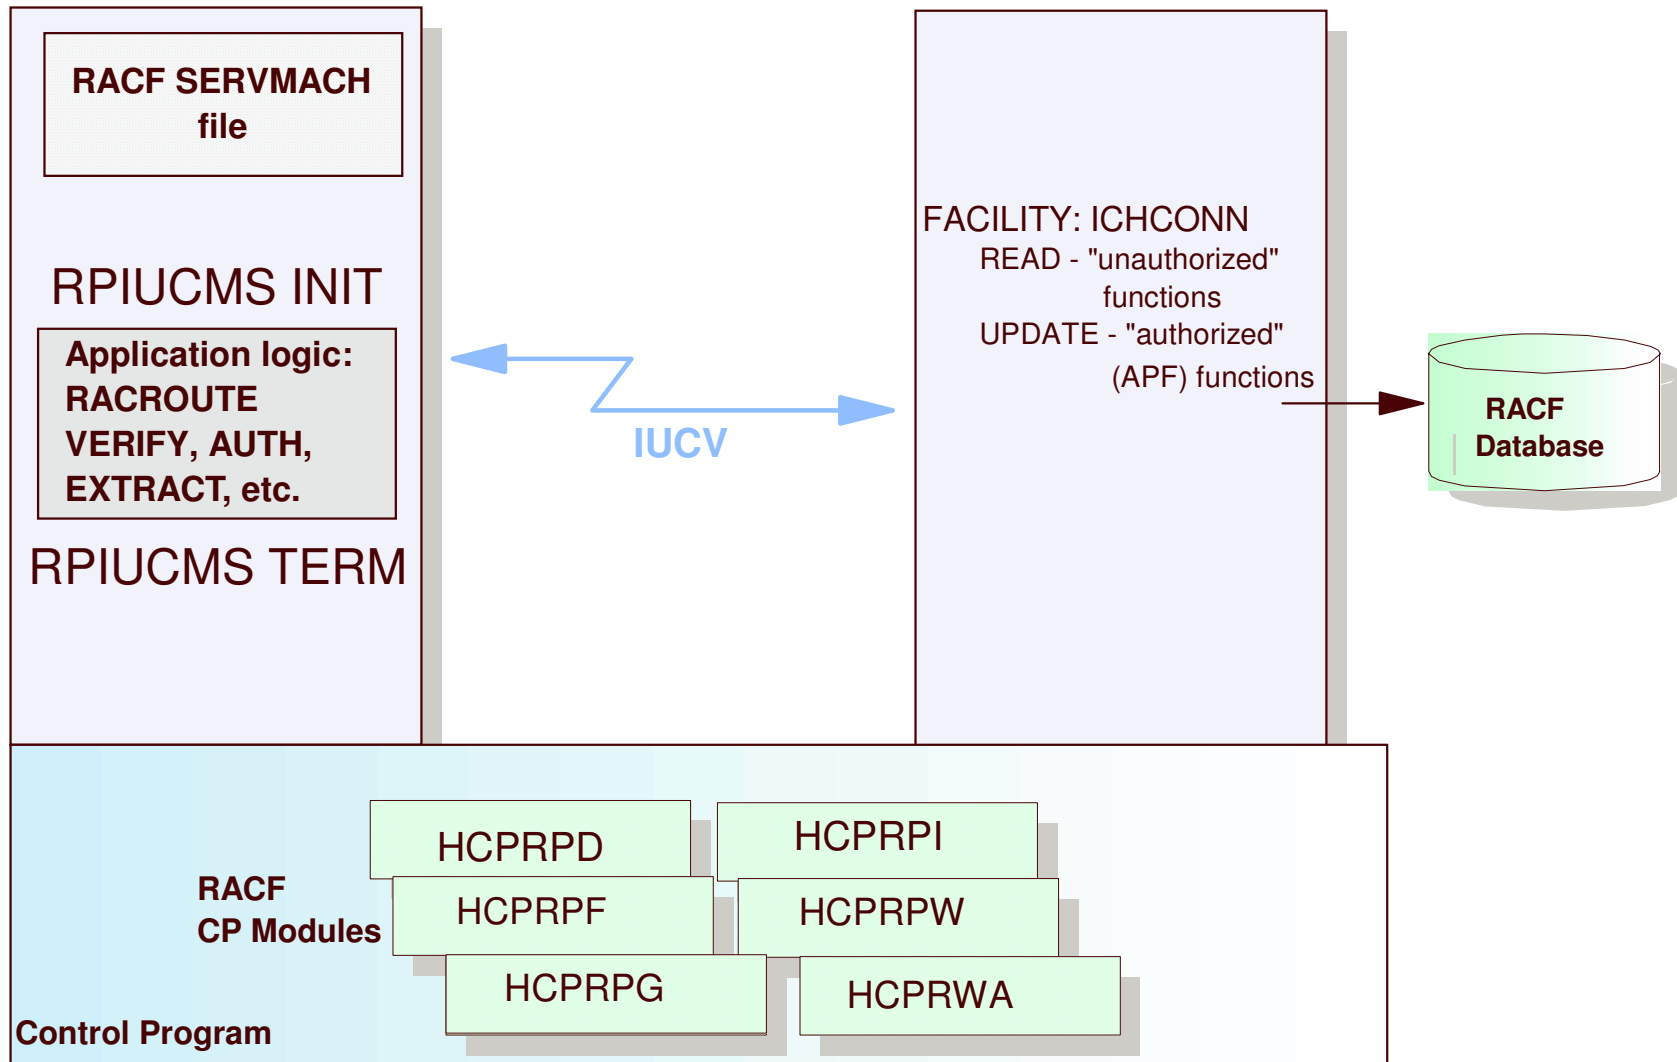 RACF SERVMACH
file
RPIUCMS INIT
Application logic:
RACROUTE
VERIFY, AUTH,
EXTRACT, etc.
RPIUCMS TERM
IUCV
FACILITY: ICHCONN
READ - "unauthorized"
functions
UPDATE - "authorized"
(APF) functions
RACF
Database
RACF
CP Modules
HCPRPD
HCPRPI
HCPRPF
HCPRPW
HCPRPG
HCPRWA
Control Program